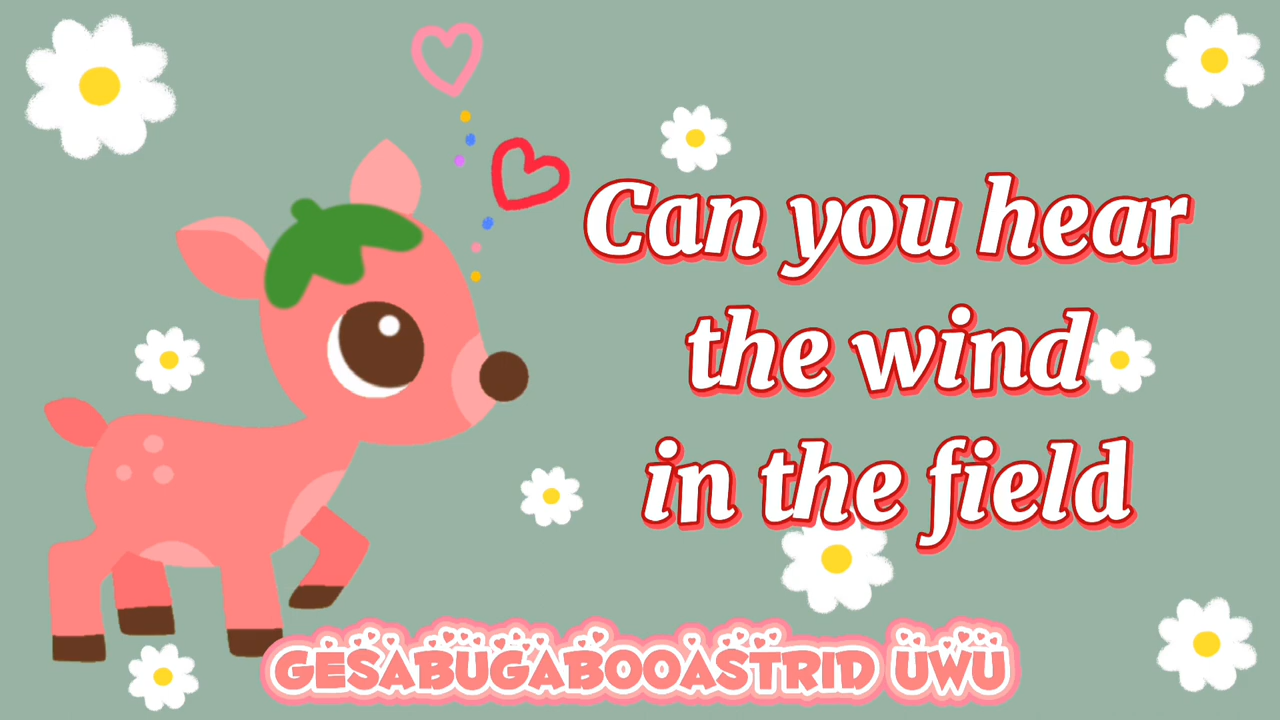 Can you hear
the wind
in the field
GESABUGABOOASTRID UWU